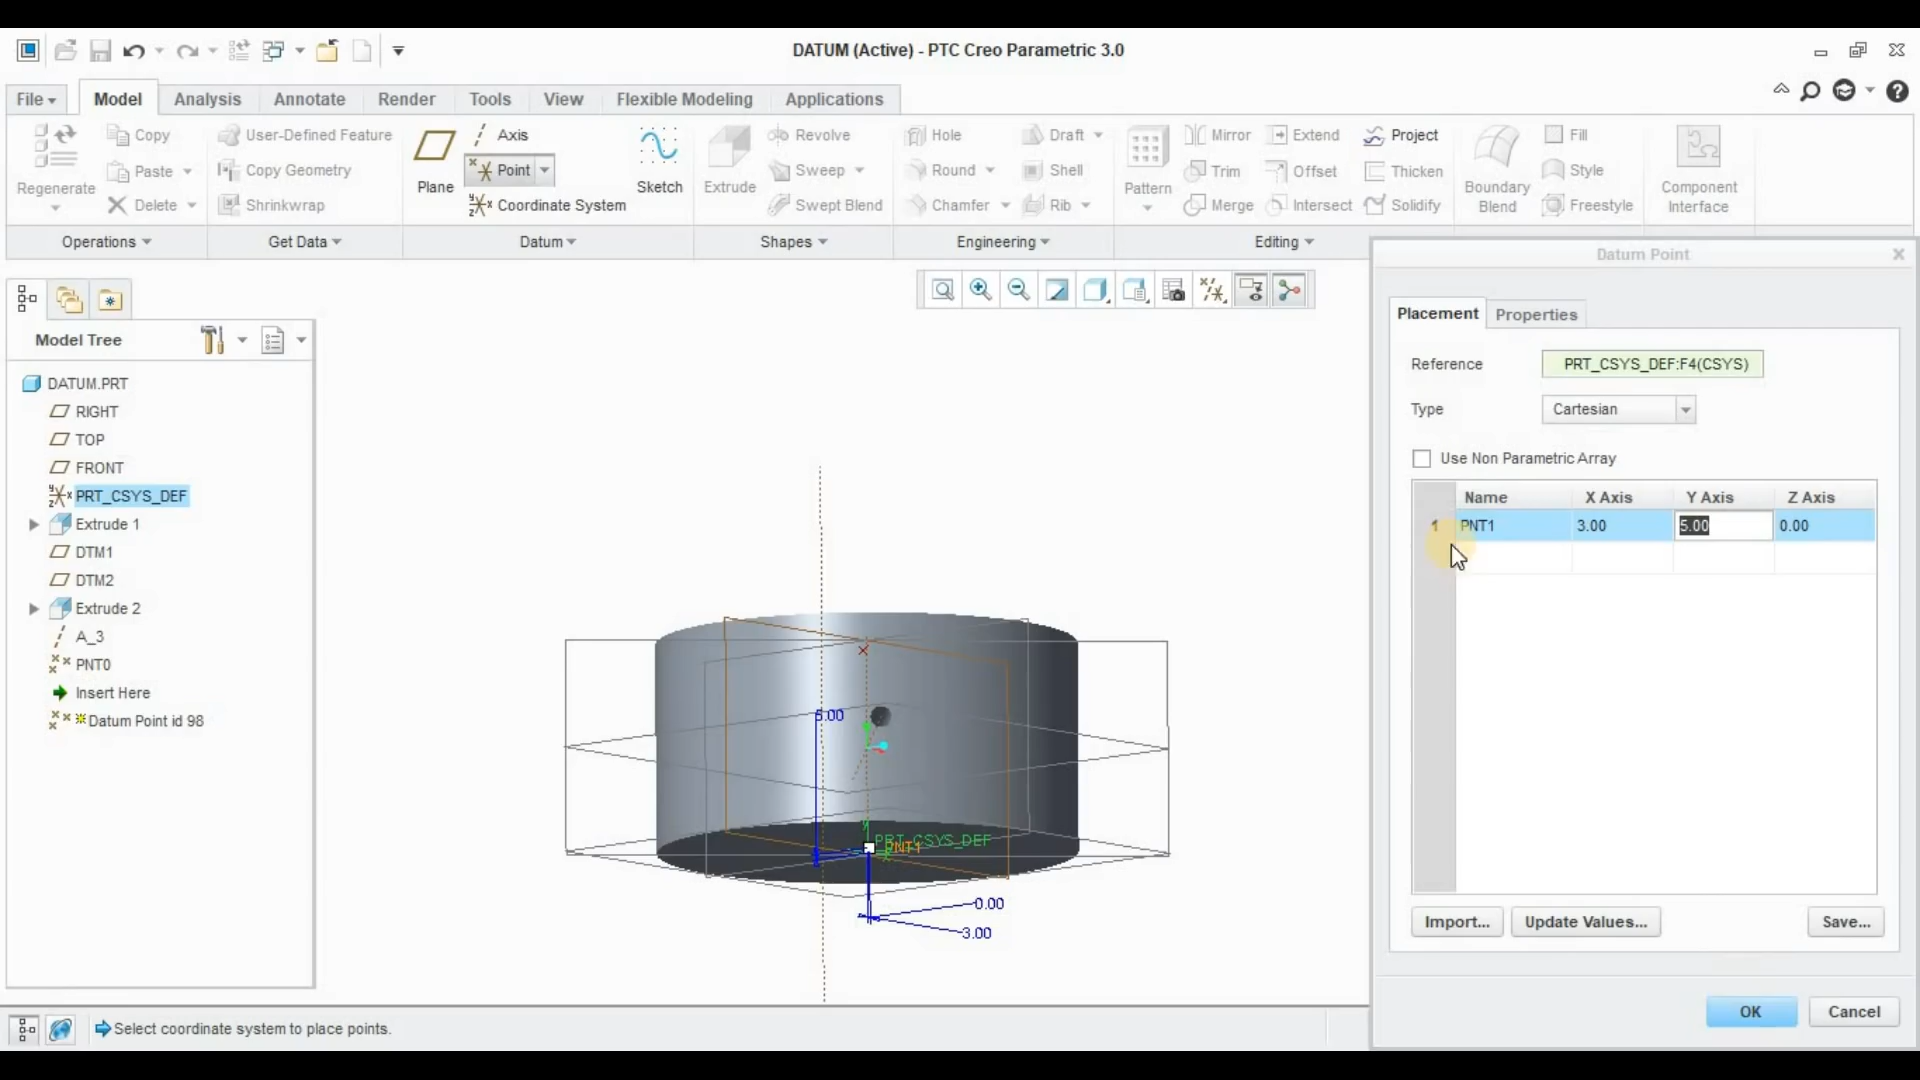 DATUM (Active) - PTC Creo Parametric 3.0
File
Model
Analysis
Annotate
Render
Tools
View
Flexible Modeling
Applications
Regenerate
Copy
Paste
Delete
User-Defined Feature
Copy Geometry
Shrinkwrap
Plane
Axis
Point
Coordinate System
Sketch
Extrude
Revolve
Sweep
Swept Blend
Hole
Round
Chamfer
Draft
Shell
Rib
Pattern
Mirror
Trim
Merge
Extend
Offset
Intersect
Project
Thicken
Solidify
Boundary
Blend
Fill
Style
Freestyle
Component
Interface
Operations
Get Data
Datum
Shapes
Engineering
Editing
Model Tree
DATUM.PRT
RIGHT
TOP
FRONT
PRT_CSYS_DEF
Extrude 1
DTM1
DTM2
Extrude 2
A_3
PNT0
Insert Here
Datum Point id 98
5.00
PRT_CSYS_DEF
PNT1
0.00
3.00
Datum Point
Placement
Properties
Reference
PRT_CSYS_DEF:F4(CSYS)
Type
Cartesian
Use Non Parametric Array
Name X Axis Y Axis Z Axis
1 PNT1 3.00 5.00 0.00
Import...
Update Values...
Save...
OK
Cancel
Select coordinate system to place points.